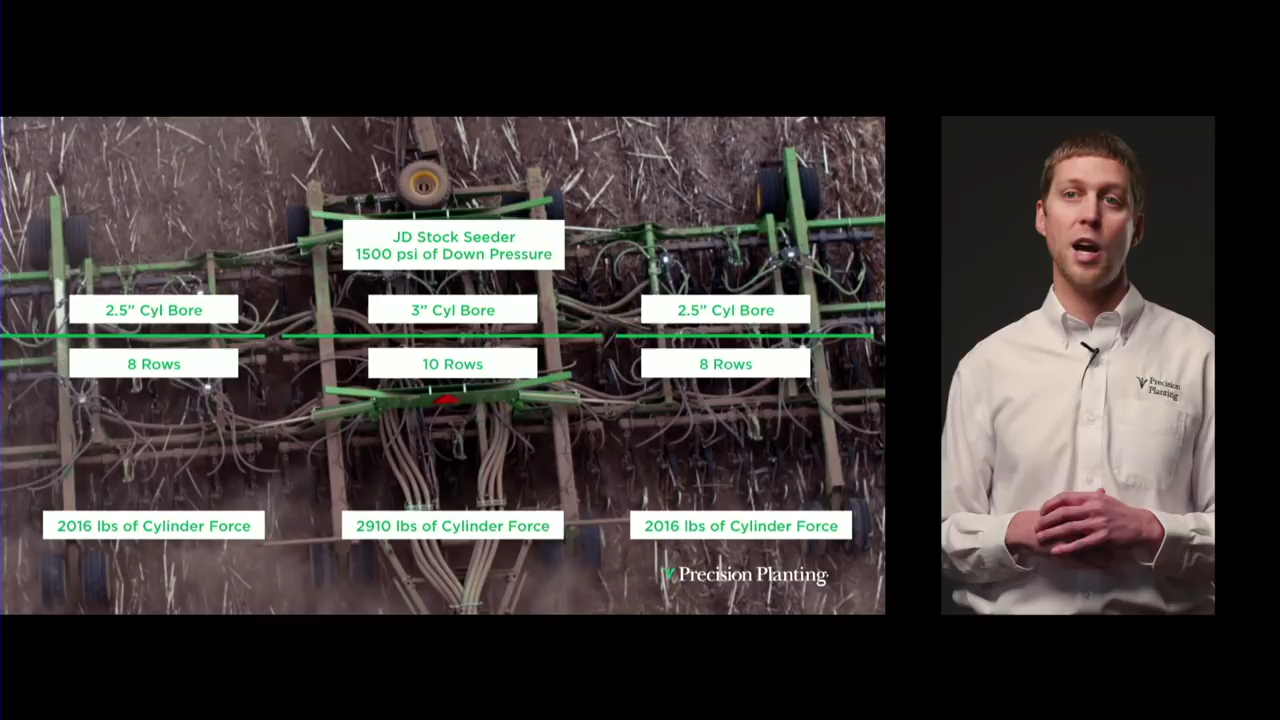 JD Stock Seeder
1500 psi of Down Pressure
2.5” Cyl Bore
3” Cyl Bore
2.5” Cyl Bore
8 Rows
10 Rows
8 Rows
2016 lbs of Cylinder Force
2910 lbs of Cylinder Force
2016 lbs of Cylinder Force
Precision Planting
Precision
Planting